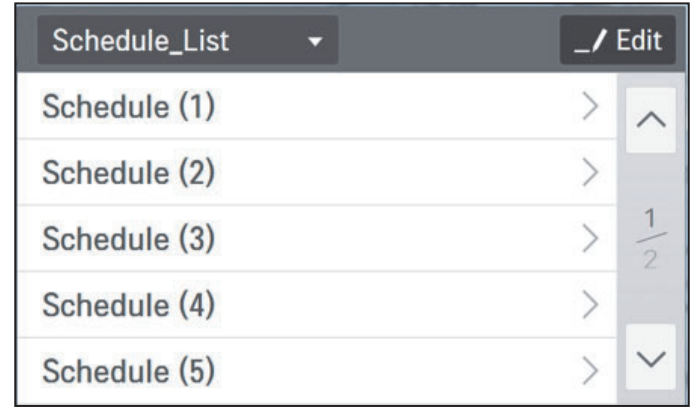 Schedule_List
Edit
Schedule (1)
Schedule (2)
Schedule (3)
Schedule (4)
Schedule (5)
1
2